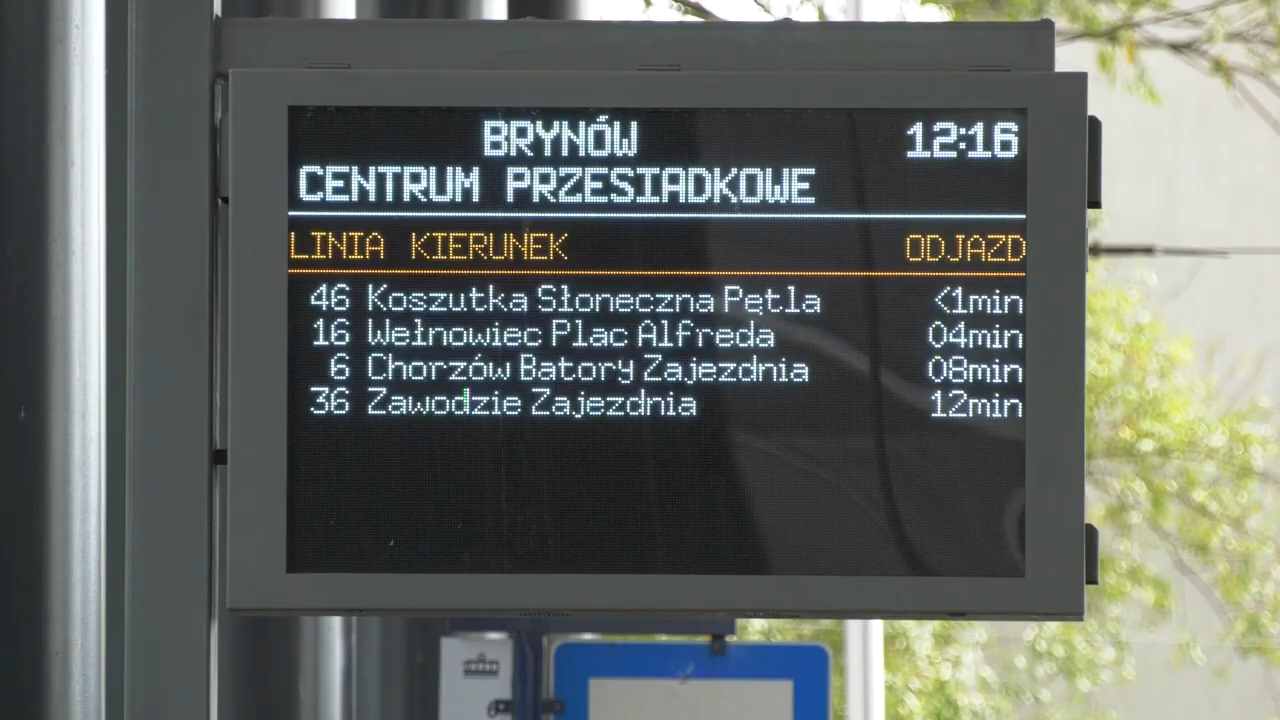 BRYNÓW 12:16
CENTRUM PRZESIADKOWE
LINIA KIERUNEK ODJAZD
46 Koszutka Słoneczna Pętla <1min
16 Wełnowiec Plac Alfreda 04min
6 Chorzów Batory Zajezdnia 08min
36 Zawodzie Zajezdnia 12min